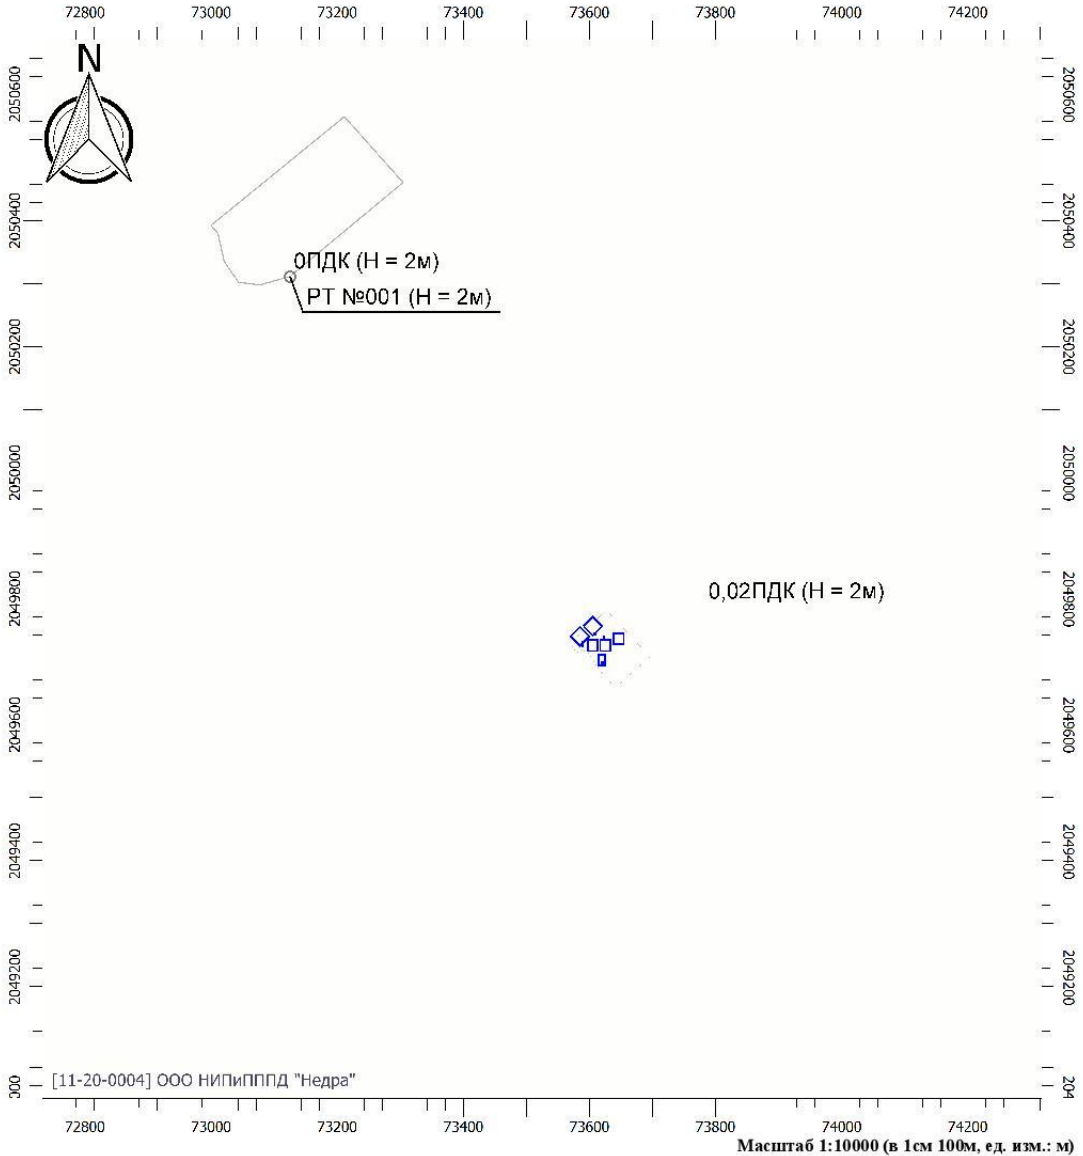 72800 73000 73200 73400 73600 73800 74000 74200
N
2050600 2050600
2050400 2050400
0ПДК (Н = 2м)
РТ №001 (Н = 2м)
2050200 2050200
2050000 2050000
0,02ПДК (Н = 2м)
2049800 2049800
2049600 2049600
2049400 2049400
2049200 2049200
[11-20-0004] ООО НИПиПППД "Недра"
000 204
72800 73000 73200 73400 73600 73800 74000 74200
Масштаб 1:10000 (в 1см 100м, ед. изм.: м)